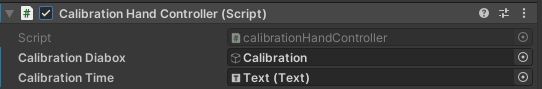 Calibration Hand Controller (Script)
Script calibrationHandController
Calibration Diabox Calibration
Calibration Time Text (Text)